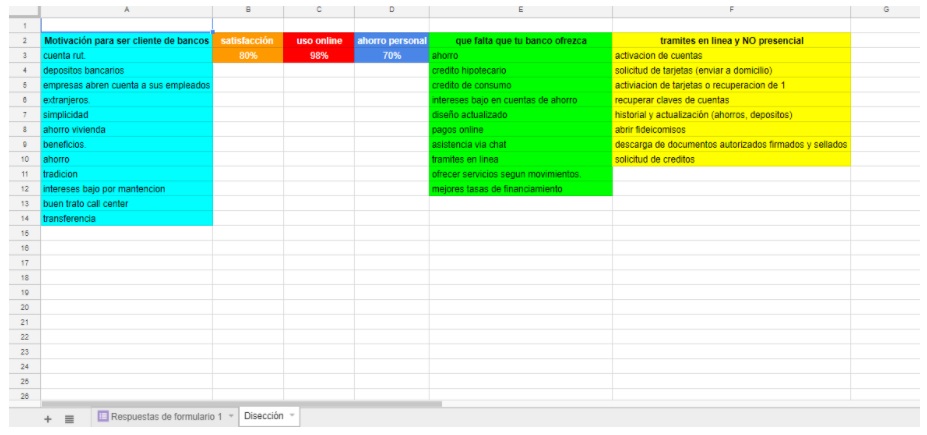 A B C D E F G
1
2 Motivación para ser cliente de bancos satisfacción uso online ahorro personal que falta que tu banco ofrezca tramites en linea y NO presencial
3 cuenta rut. 80% 98% 70% ahorro activacion de cuentas
4 depositos bancarios credito hipotecario solicitud de tarjetas (enviar a domicilio)
5 empresas abren cuenta a sus empleados credito de consumo activiacion de tarjetas o recuperacion de 1
6 extranjeros. intereses bajo en cuentas de ahorro recuperar claves de cuentas
7 simplicidad diseño actualizado historial y actualización (ahorros, depositos)
8 ahorro vivienda pagos online abrir fideicomisos
9 beneficios. asistencia via chat descarga de documentos autorizados firmados y sellados
10 ahorro tramites en linea solicitud de creditos
11 tradicion ofrecer servicios segun movimientos.
12 intereses bajo por mantencion mejores tasas de financiamiento
13 buen trato call center
14 transferencia
15
16
17
18
19
20
21
22
23
24
25
26
Respuestas de formulario 1 Disección